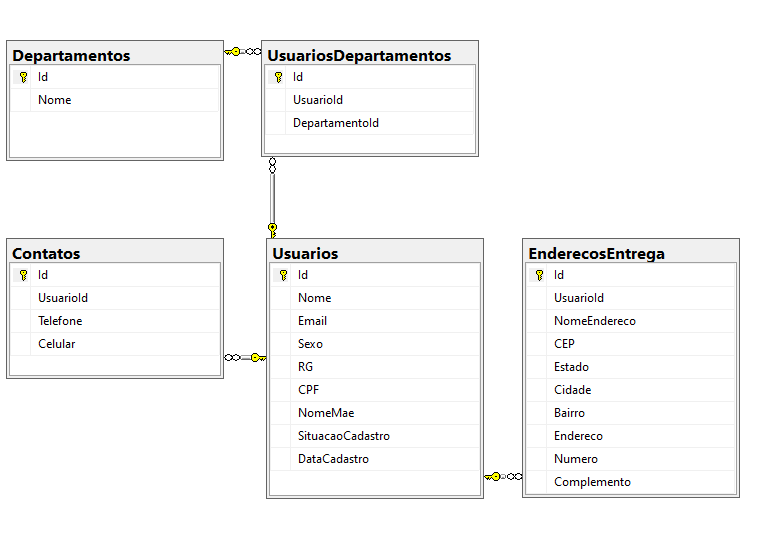 Departamentos
Id
Nome
UsuariosDepartamentos
Id
UsuarioId
DepartamentoId
Contatos
Id
UsuarioId
Telefone
Celular
Usuarios
Id
Nome
Email
Sexo
RG
CPF
NomeMae
SituacaoCadastro
DataCadastro
EnderecosEntrega
Id
UsuarioId
NomeEndereco
CEP
Estado
Cidade
Bairro
Endereco
Numero
Complemento